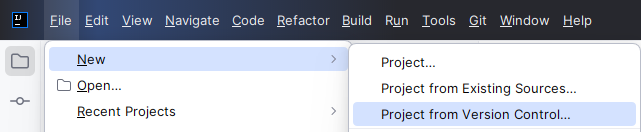 IJ
File Edit View Navigate Code Refactor Build Run Tools Git Window Help
New
Open...
Recent Projects
Project...
Project from Existing Sources...
Project from Version Control...